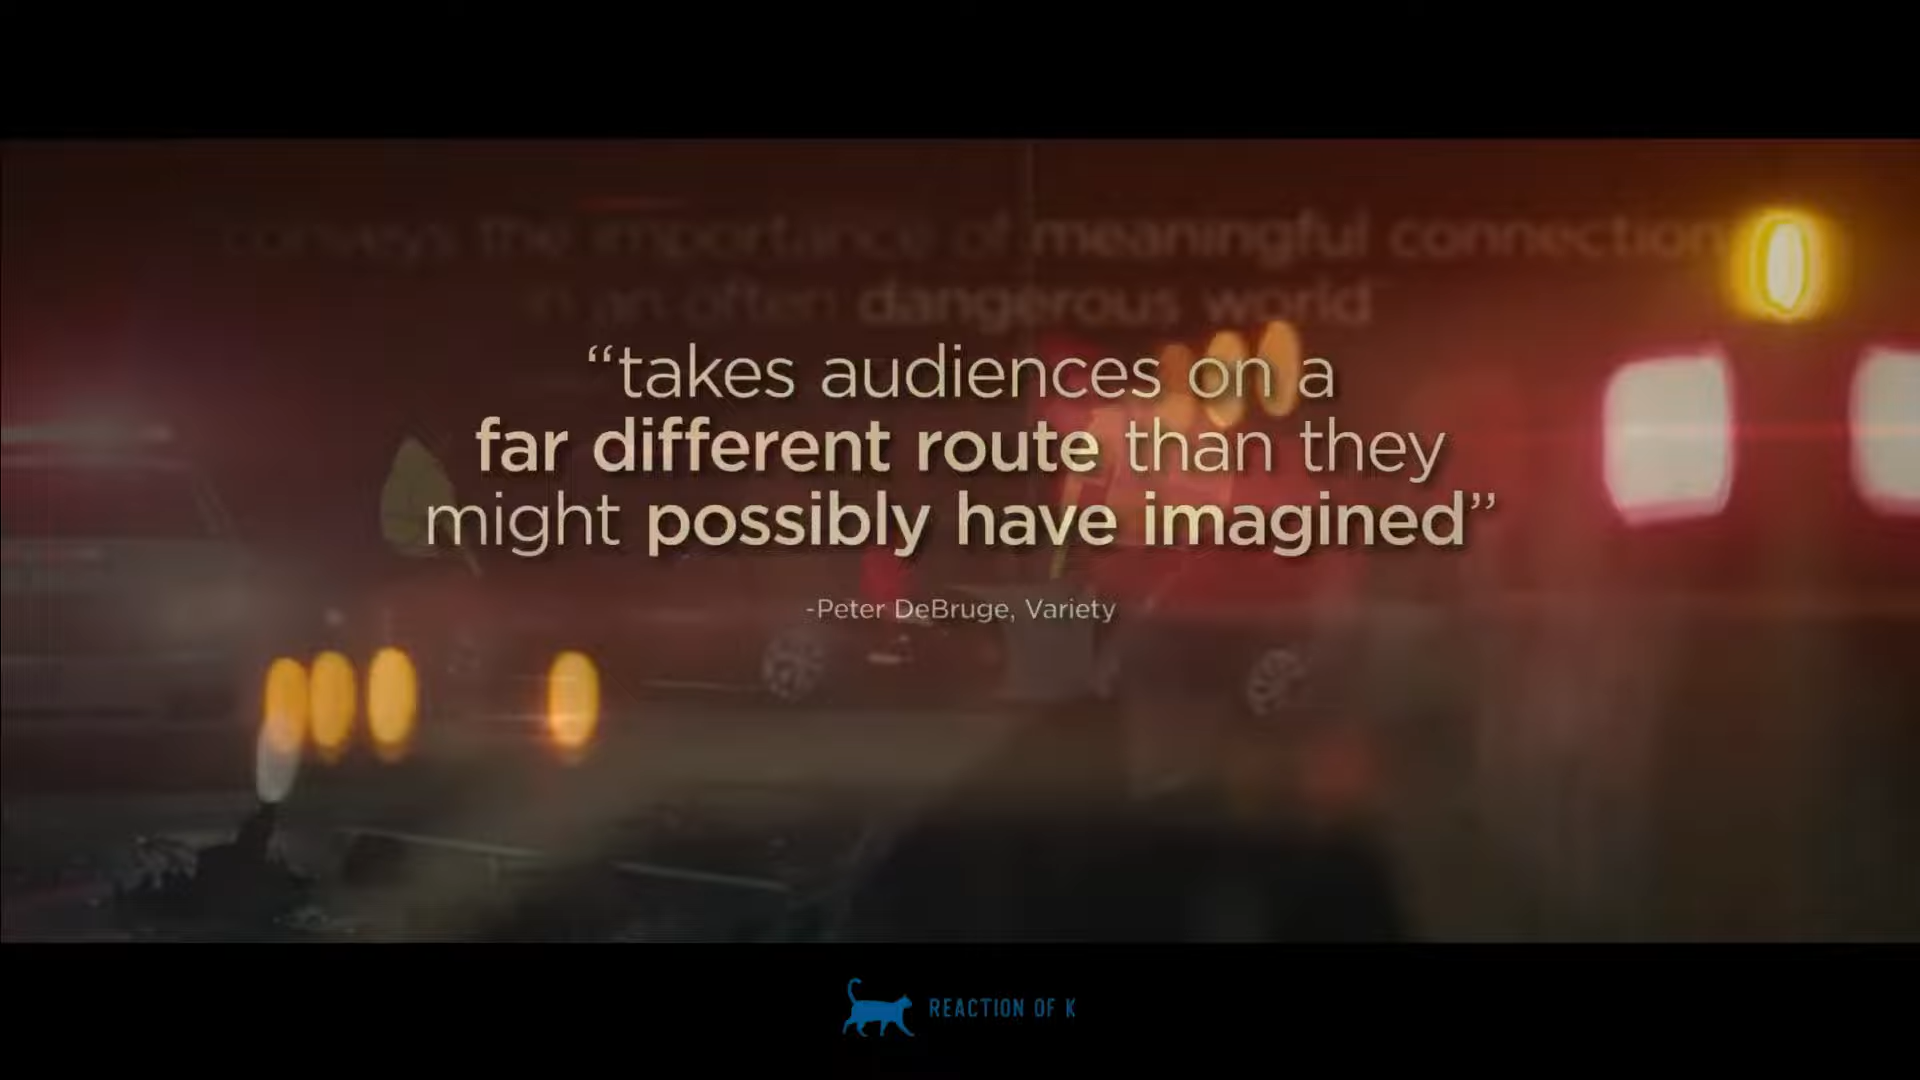 conveys the importance of meaningful connection
in an often dangerous world
“takes audiences on a
far different route than they
might possibly have imagined”
-Peter DeBruge, Variety
REACTION OF K